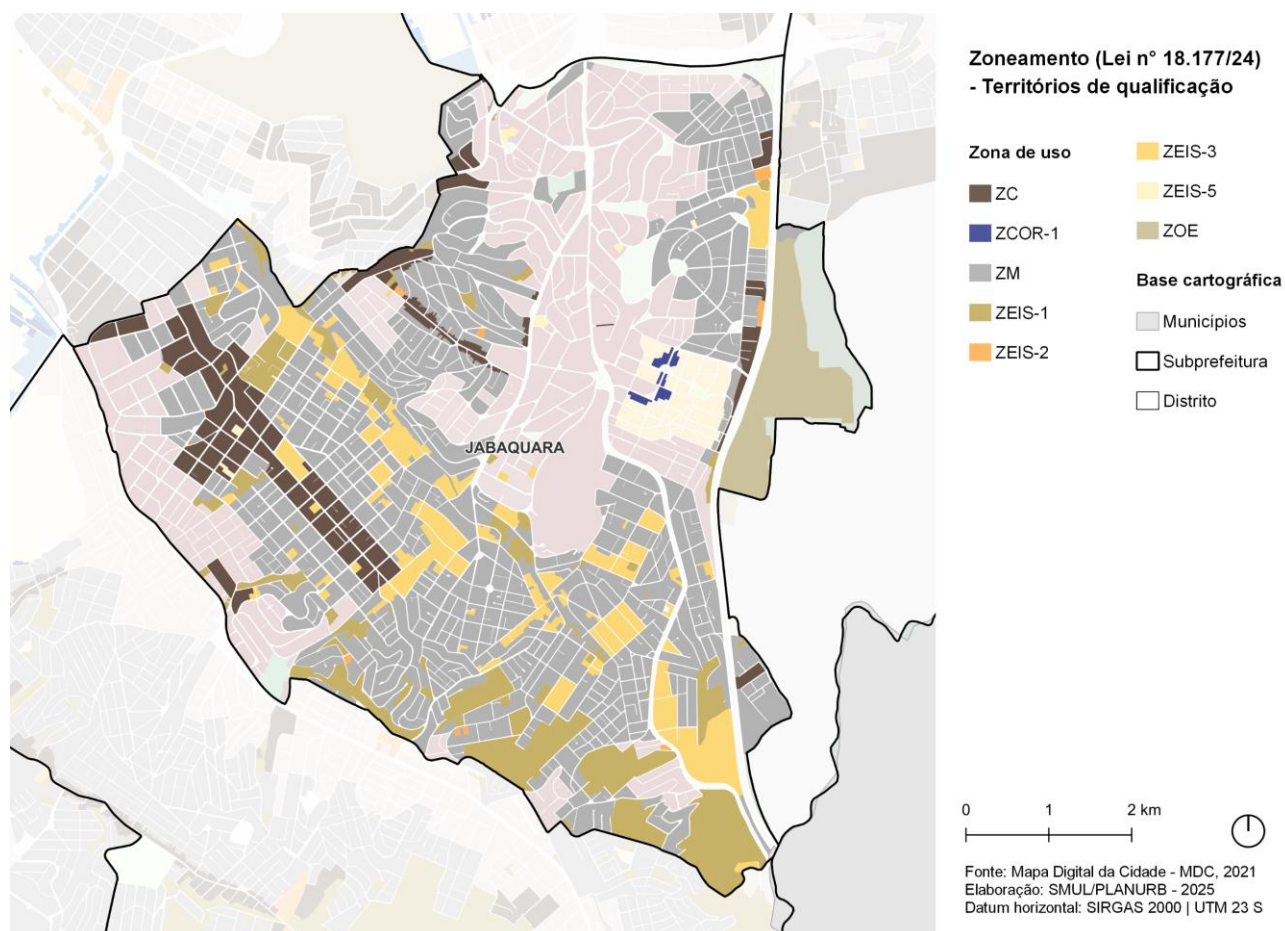 Zoneamento (Lei n° 18.177/24)
- Territórios de qualificação
Zona de uso
ZC
ZCOR-1
ZM
ZEIS-1
ZEIS-2
ZEIS-3
ZEIS-5
ZOE
Base cartográfica
Municípios
Subprefeitura
Distrito
JABAQUARA
0 1 2 km
Fonte: Mapa Digital da Cidade - MDC, 2021
Elaboração: SMUL/PLANURB - 2025
Datum horizontal: SIRGAS 2000 | UTM 23 S